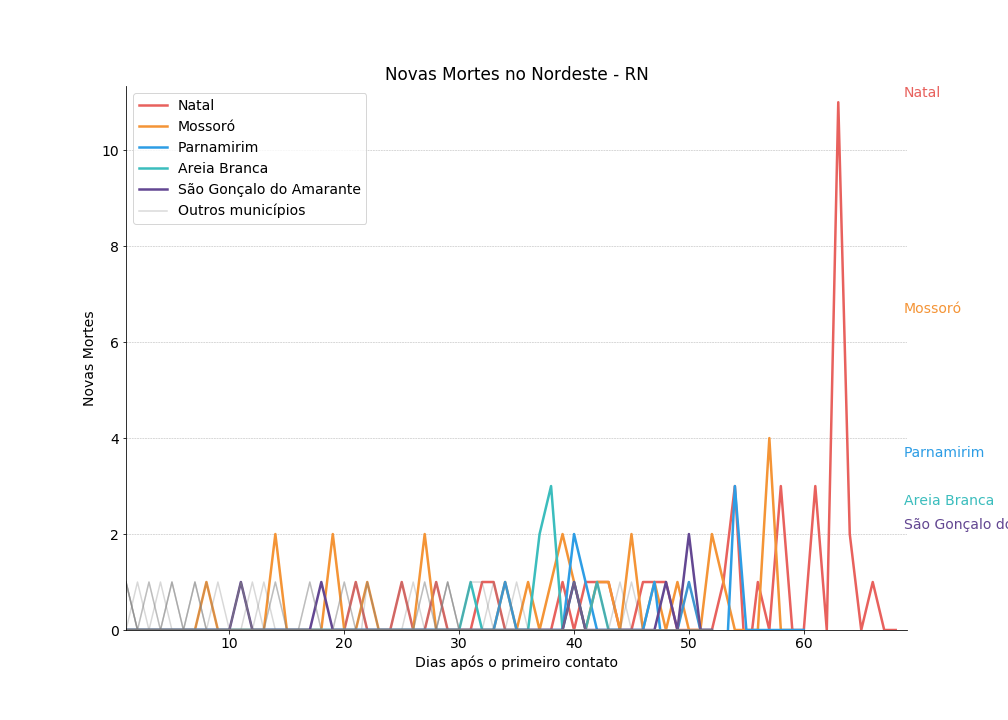 Novas Mortes no Nordeste - RN
Natal
Mossoró
Parnamirim
Areia Branca
São Gonçalo do Amarante
Outros municípios
Novas Mortes
10
8
6
4
2
0
10
20
30
40
50
60
Dias após o primeiro contato
Natal
Mossoró
Parnamirim
Areia Branca
São Gonçalo do